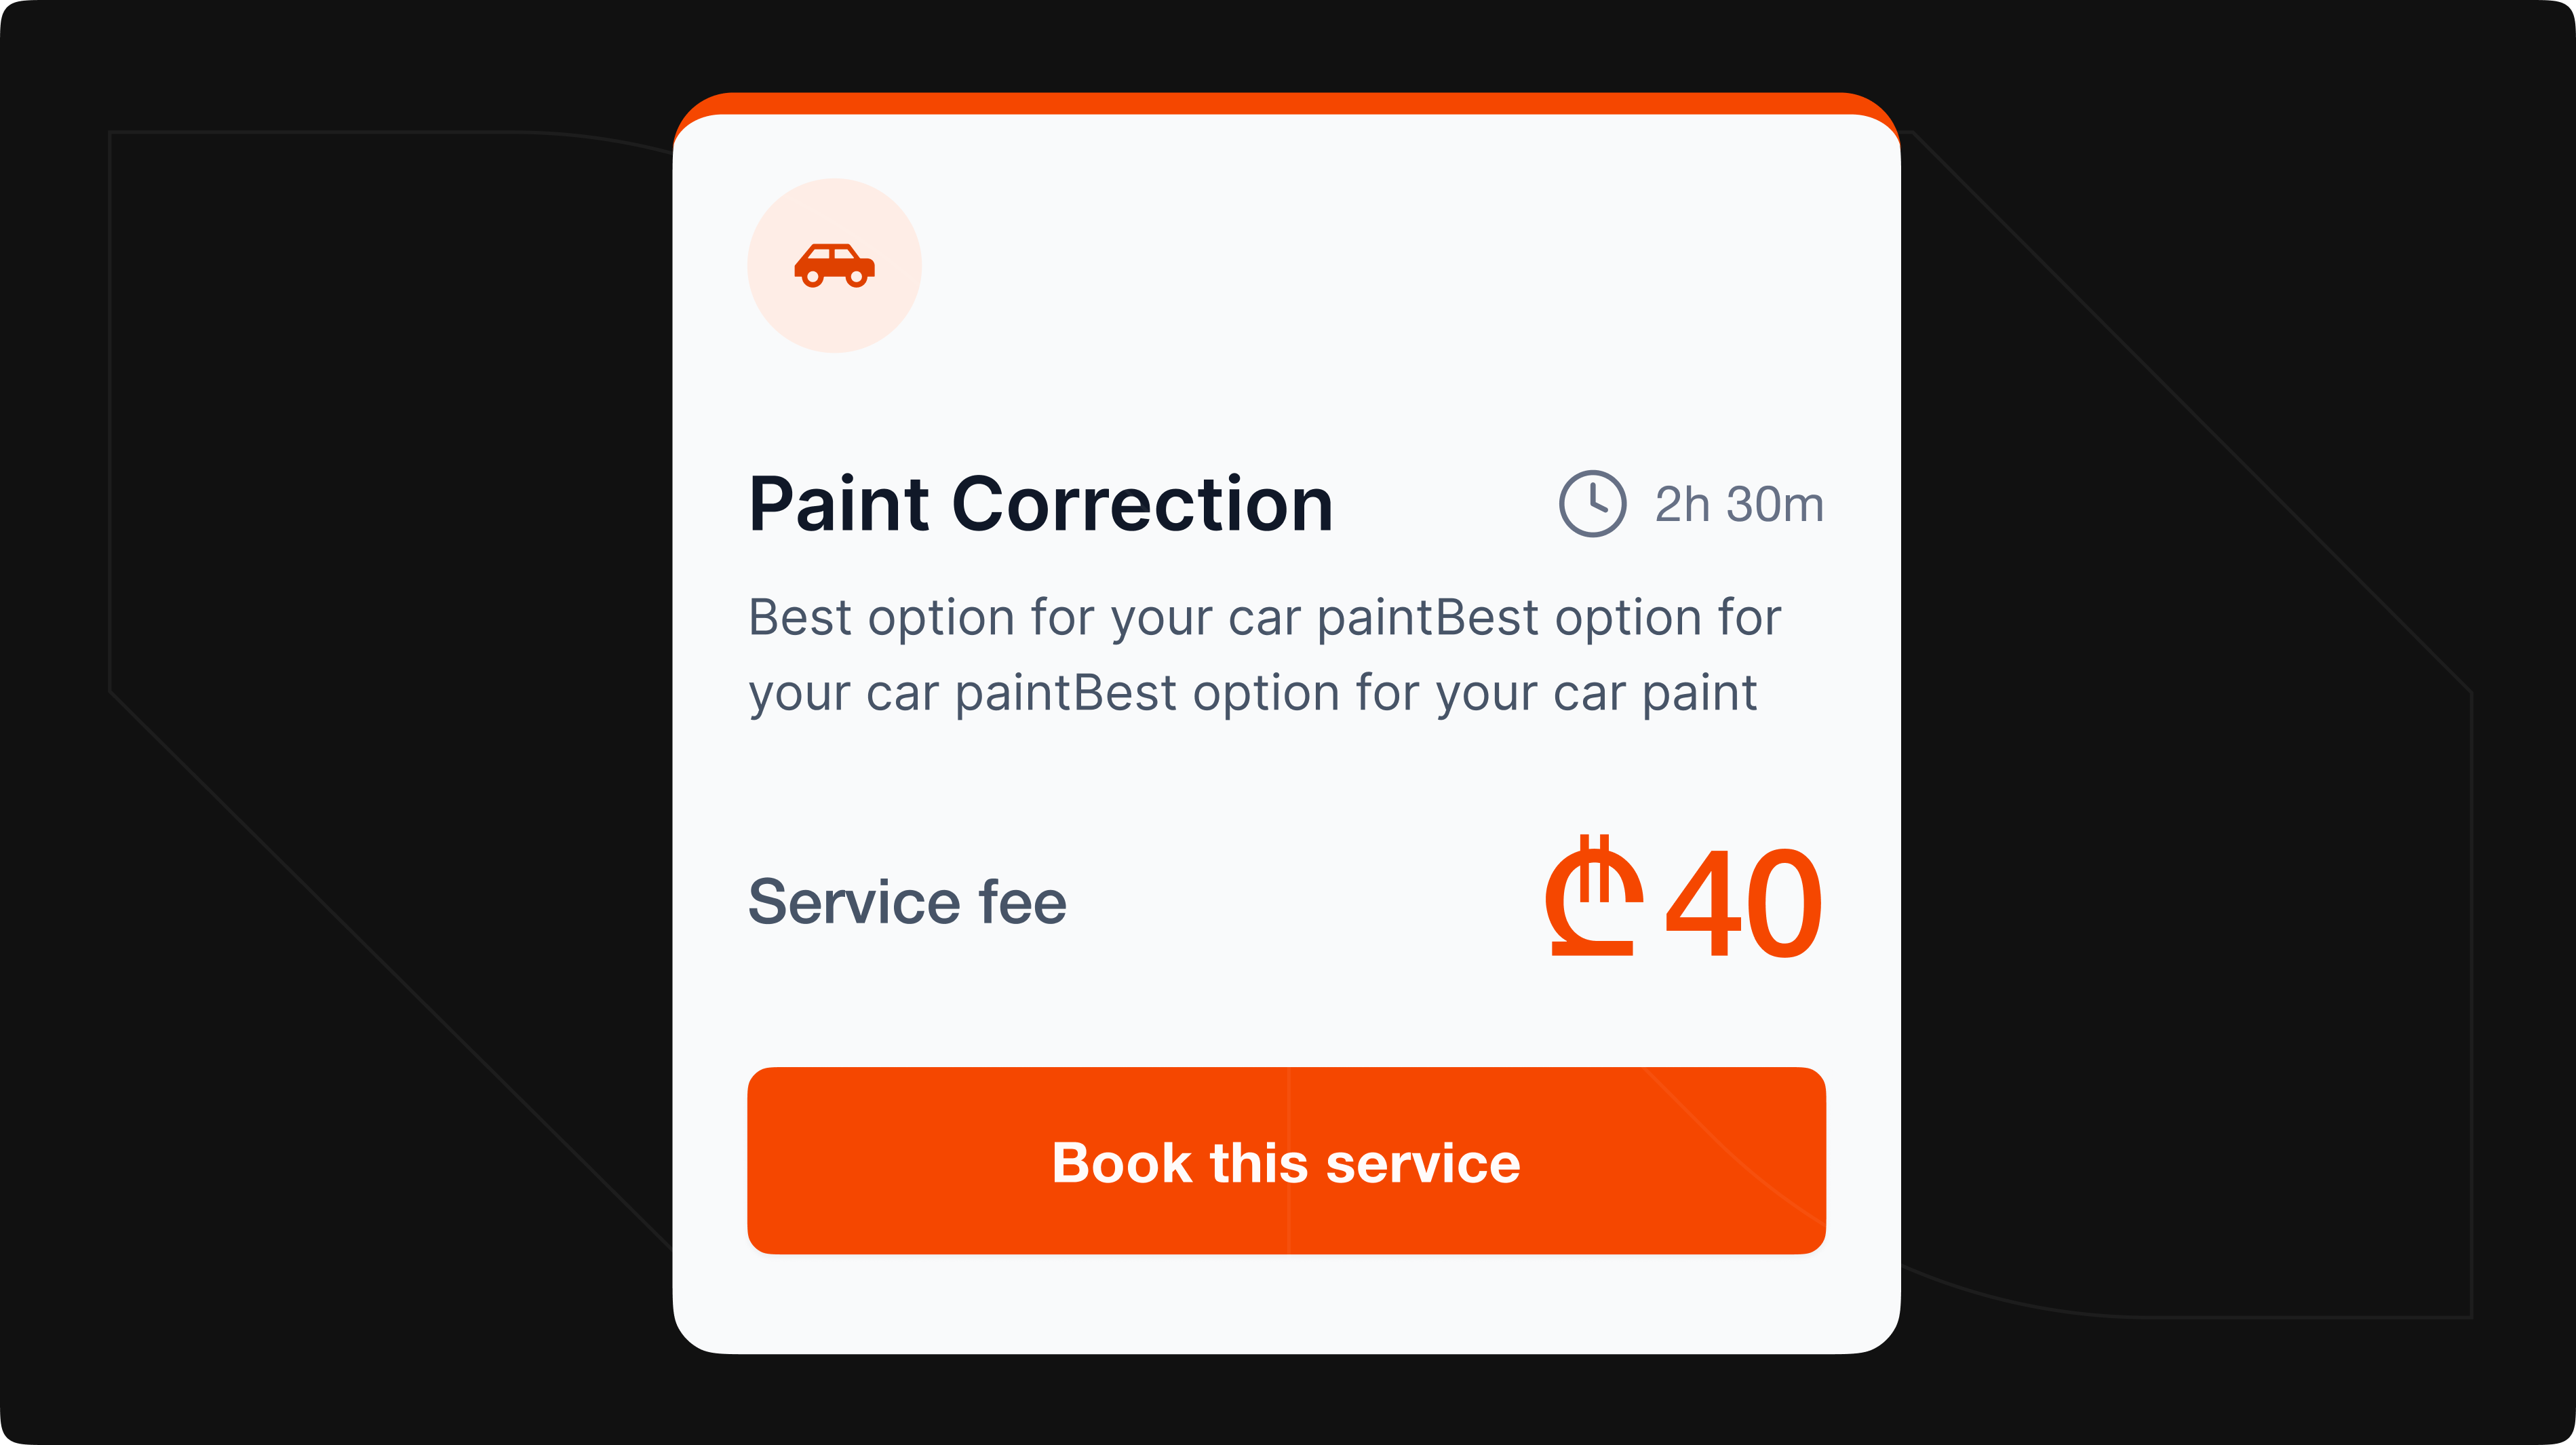 Paint Correction
2h 30m
Best option for your car paintBest option for
your car paintBest option for your car paint
Service fee
₾ 40
Book this service